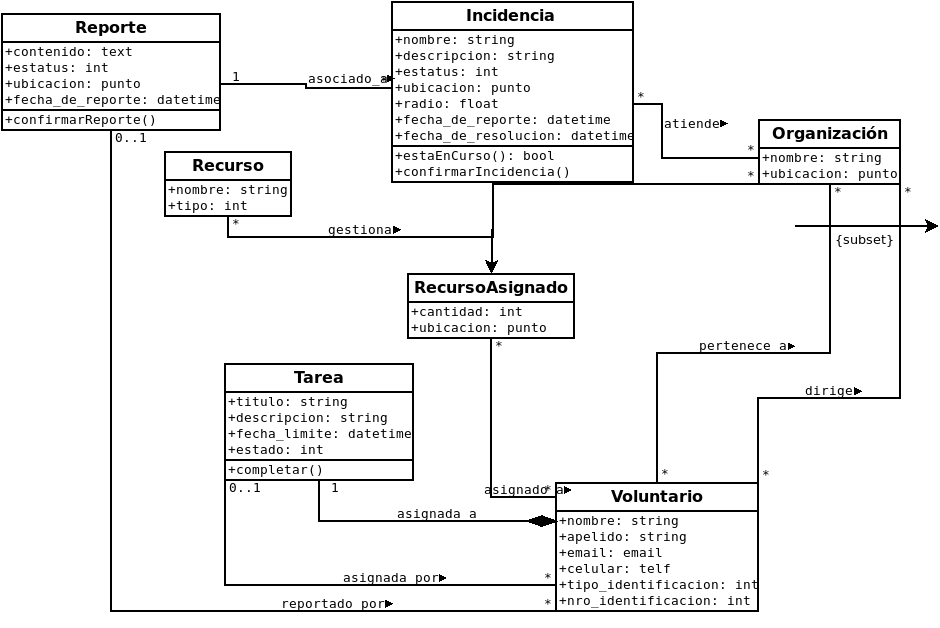 Reporte
+contenido: text
+estatus: int
+ubicacion: punto
+fecha_de_reporte: datetime
+confirmarReporte()
Incidencia
+nombre: string
+descripcion: string
+estatus: int
+ubicacion: punto
+radio: float
+fecha_de_reporte: datetime
+fecha_de_resolucion: datetime
+estaEnCurso(): bool
+confirmarIncidencia()
1
asociado_a
*
atiende
*
Organización
+nombre: string
+ubicacion: punto
*
*
*
0..1
Recurso
+nombre: string
+tipo: int
*
gestiona
{subset}
RecursoAsignado
+cantidad: int
+ubicacion: punto
*
pertenece a
dirige
Tarea
+titulo: string
+descripcion: string
+fecha_limite: datetime
+estado: int
+completar()
0..1
1
*
*
asignado a
*
asignada a
Voluntario
+nombre: string
+apelido: string
+email: email
+celular: telf
+tipo_identificacion: int
+nro_identificacion: int
asignada por
*
reportado por
*